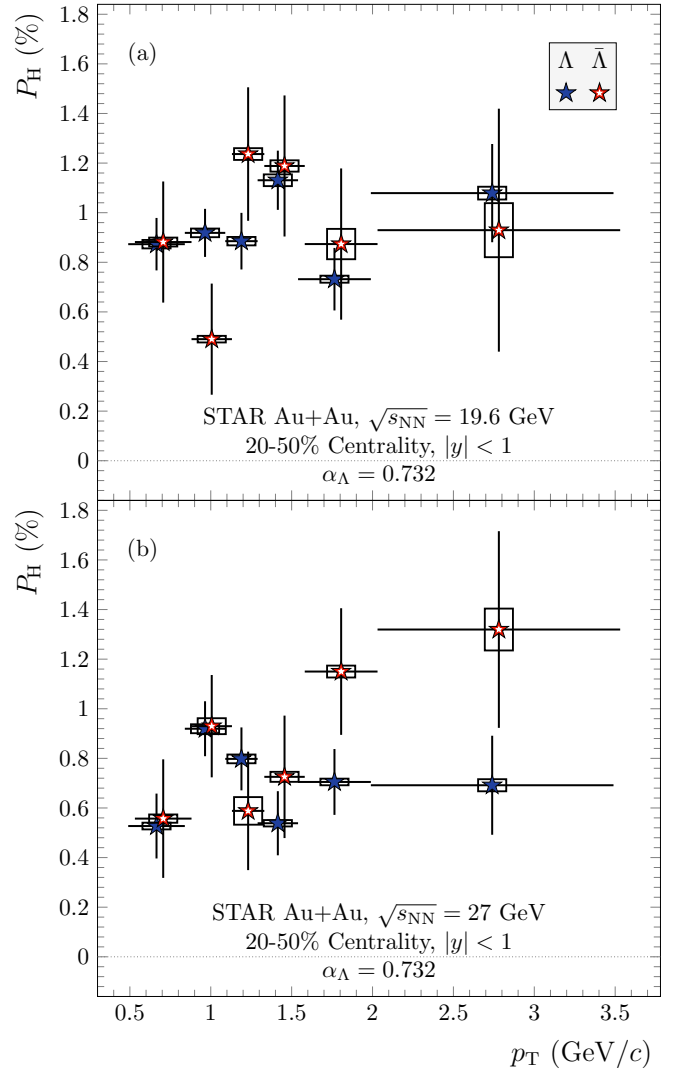 P_H (%)
1.8
1.6
1.4
1.2
1
0.8
0.6
0.4
0.2
0
(a)
Λ Λ̄
STAR Au+Au, √s_NN = 19.6 GeV
20-50% Centrality, |y| < 1
α_Λ = 0.732
P_H (%)
1.8
1.6
1.4
1.2
1
0.8
0.6
0.4
0.2
0
(b)
STAR Au+Au, √s_NN = 27 GeV
20-50% Centrality, |y| < 1
α_Λ = 0.732
0.5 1 1.5 2 2.5 3 3.5
p_T (GeV/c)